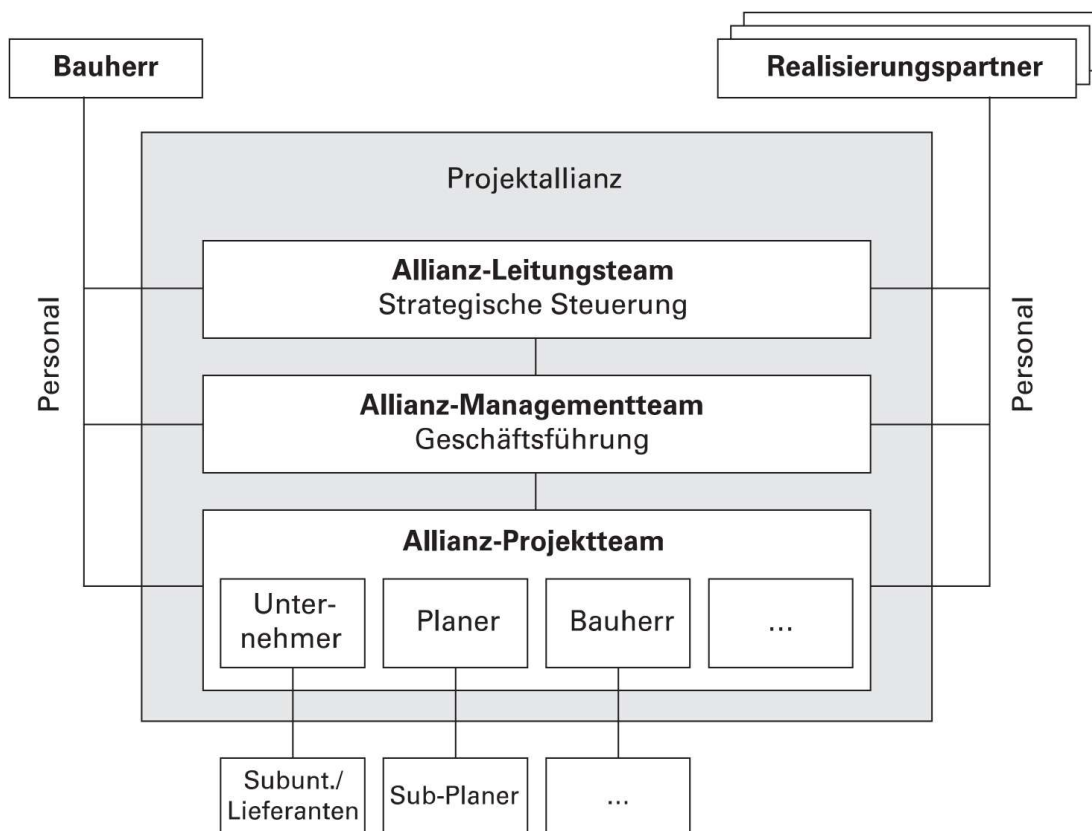 Bauherr
Realisierungspartner
Projektallianz
Allianz-Leitungsteam
Strategische Steuerung
Personal
Personal
Allianz-Managementteam
Geschäftsführung
Allianz-Projektteam
Unter-
nehmer
Planer
Bauherr
...
Subunt./
Lieferanten
Sub-Planer
...